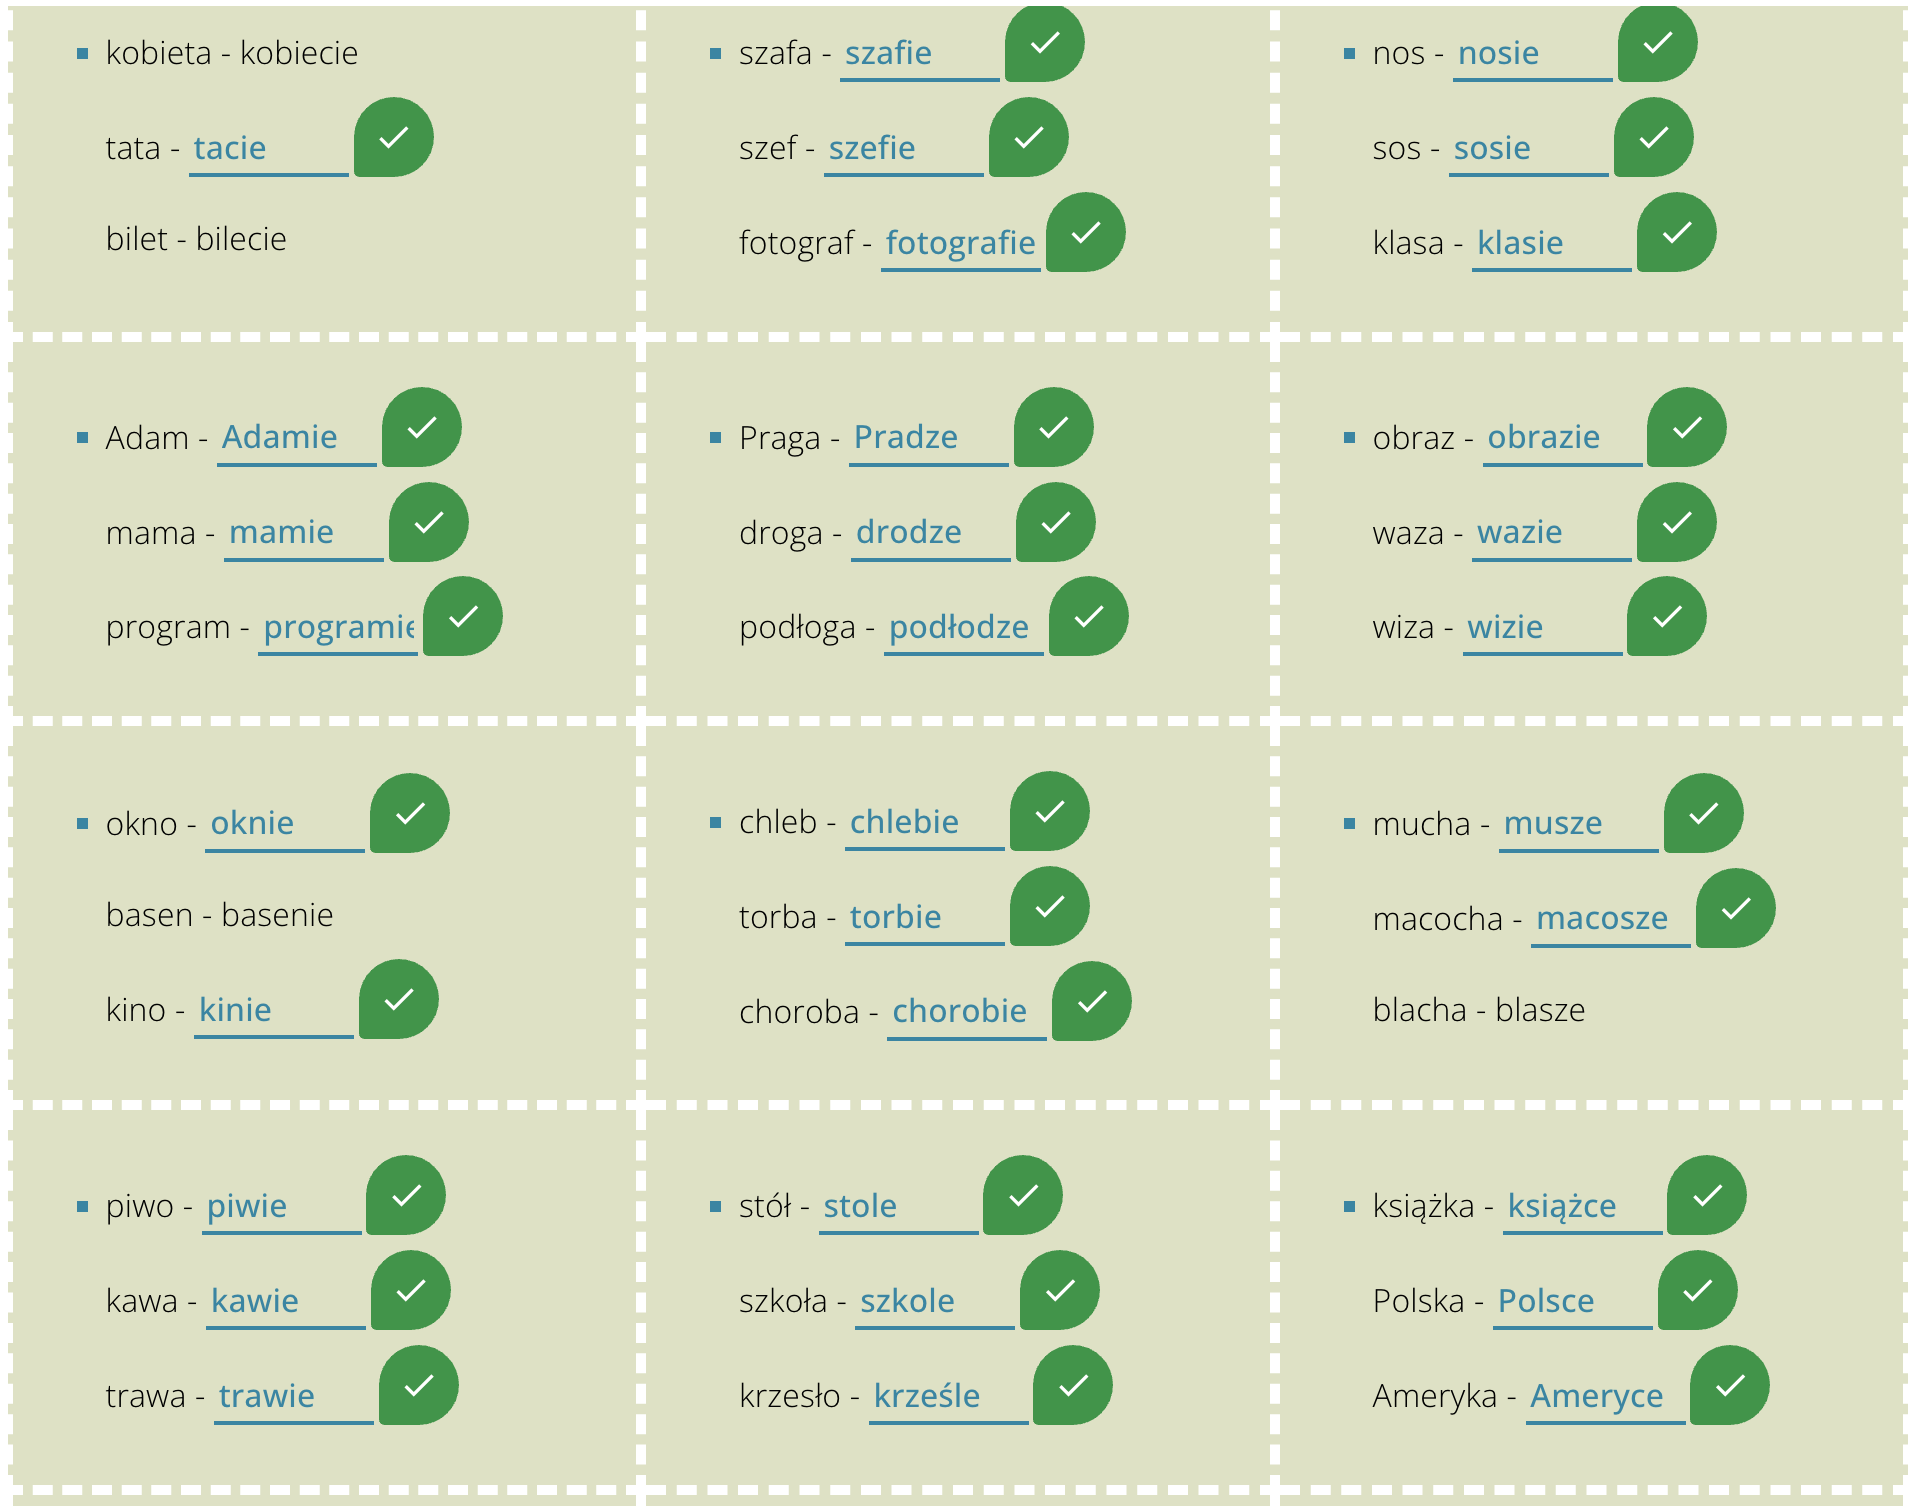 kobieta - kobiecie
tata - tacie
bilet - bilecie
szafa - szafie
szef - szefie
fotograf - fotografie
nos - nosie
sos - sosie
klasa - klasie
Adam - Adamie
mama - mamie
program - programie
Praga - Pradze
droga - drodze
podłoga - podłodze
obraz - obrazie
waza - wazie
wiza - wizie
okno - oknie
basen - basenie
kino - kinie
chleb - chlebie
torba - torbie
choroba - chorobie
mucha - musze
macocha - macosze
blacha - blasze
piwo - piwie
kawa - kawie
trawa - trawie
stół - stole
szkoła - szkole
krzesło - krześle
książka - książce
Polska - Polsce
Ameryka - Ameryce